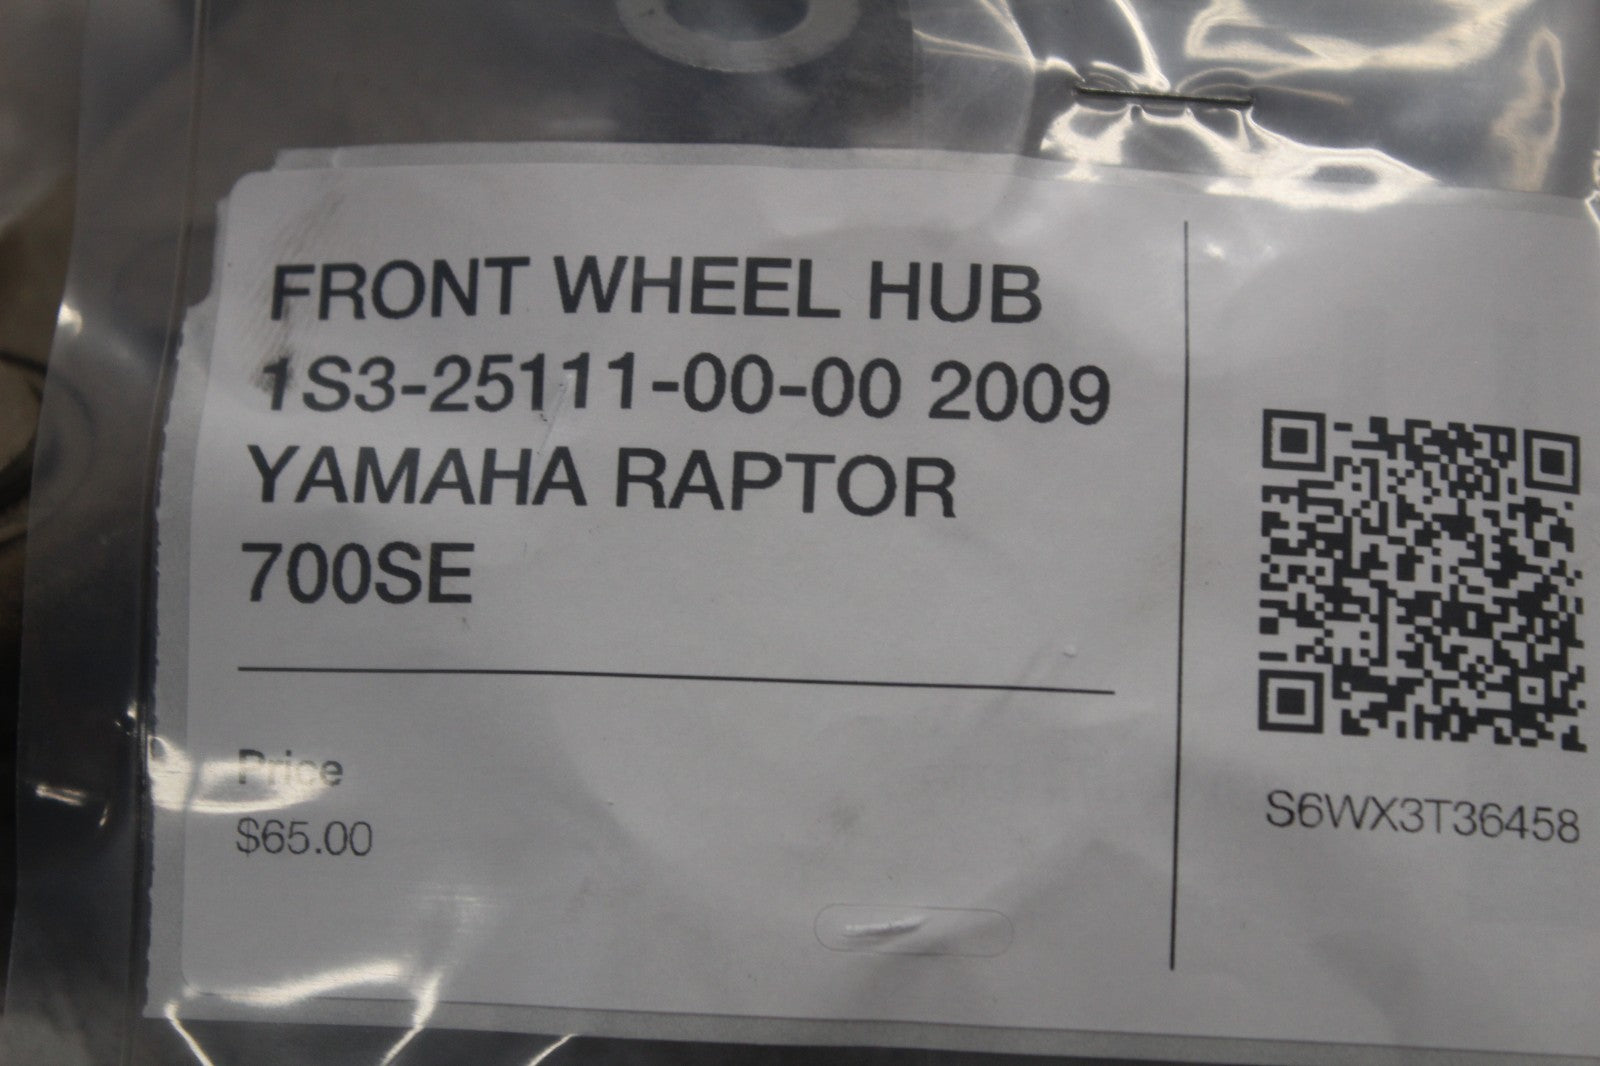 FRONT WHEEL HUB
1S3-25111-00-00 2009
YAMAHA RAPTOR
700SE
Price
$65.00
S6WX3T36458